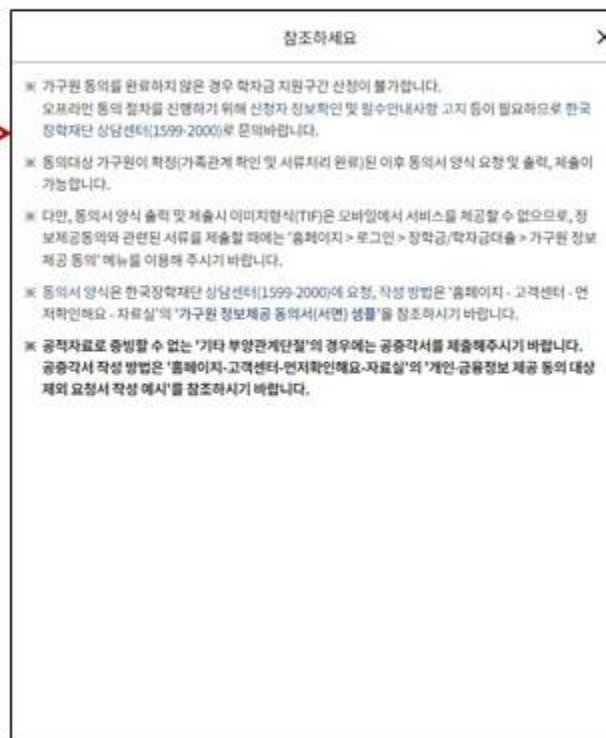 참조하세요 ×
※ 가구원 동의를 완료하지 않은 경우 학자금 지원구간 산정이 불가합니다.
오프라인 동의 절차를 진행하기 위해 신청자 정보확인 및 필수안내사항 고지 등이 필요하므로 한국
장학재단 상담센터(1599-2000)로 문의바랍니다.
※ 동의대상 가구원이 확정(가족관계 확인 및 서류처리 완료)된 이후 동의서 양식 요청 및 출력, 제출이
가능합니다.
※ 다만, 동의서 양식 출력 및 제출시 이미지형식(TIF)은 모바일에서 서비스를 제공할 수 없으므로, 정
보제공동의와 관련된 서류를 제출할 때에는 '홈페이지 > 로그인 > 장학금/학자금대출 > 가구원 정보
제공 동의' 메뉴를 이용해 주시기 바랍니다.
※ 동의서 양식은 한국장학재단 상담센터(1599-2000)에 요청, 작성 방법은 '홈페이지 - 고객센터 - 먼
저확인해요 - 자료실'의 '가구원 정보제공 동의서(서면) 샘플'을 참조하시기 바랍니다.
※ 공적자료로 증빙할 수 없는 '기타 부양관계단절'의 경우에는 공증각서를 제출해주시기 바랍니다.
공증각서 작성 방법은 '홈페이지-고객센터-먼저확인해요-자료실'의 '개인·금융정보 제공 동의 대상
제외 요청서 작성 예시'를 참조하시기 바랍니다.